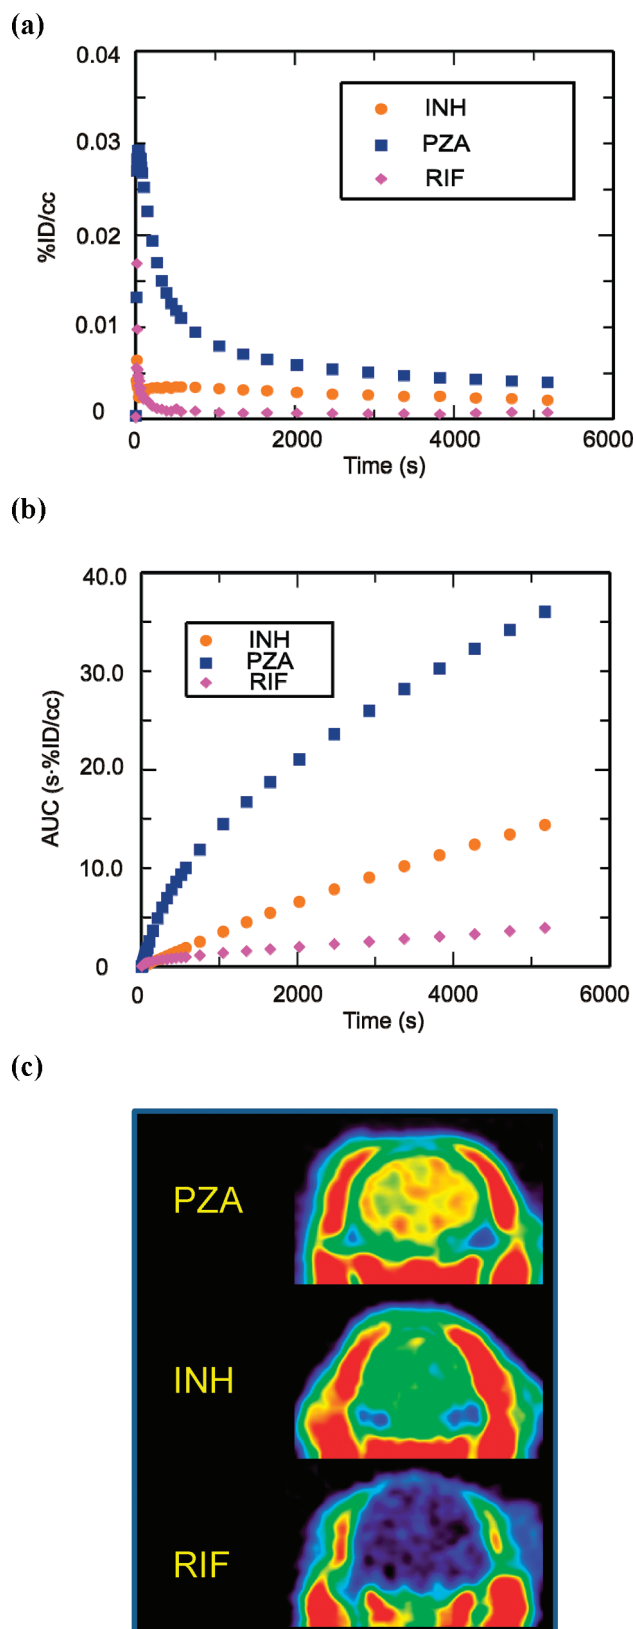 (a)
0.04
0.03
0.02
0.01
0
%ID/cc
INH
PZA
RIF
0
2000
4000
6000
Time (s)
(b)
40.0
30.0
20.0
10.0
0
AUC (s·%ID/cc)
INH
PZA
RIF
0
2000
4000
6000
Time (s)
(c)
PZA
INH
RIF